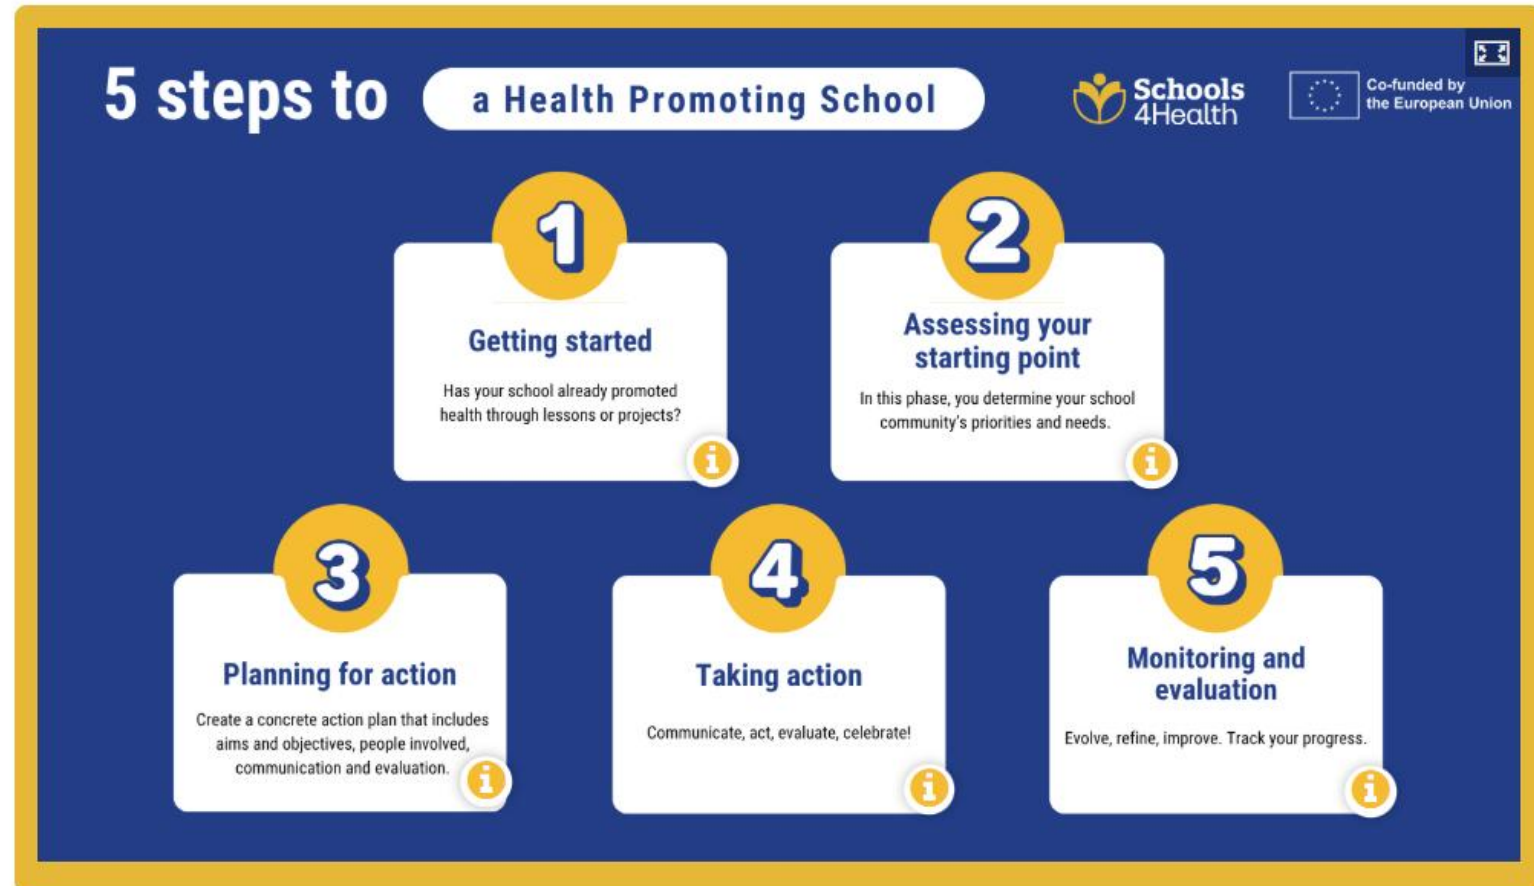 5 steps to a Health Promoting School
Schools
4Health
Co-funded by
the European Union
1
Getting started
Has your school already promoted
health through lessons or projects?
i
2
Assessing your
starting point
In this phase, you determine your school
community's priorities and needs.
i
3
Planning for action
Create a concrete action plan that includes
aims and objectives, people involved,
communication and evaluation.
i
4
Taking action
Communicate, act, evaluate, celebrate!
i
5
Monitoring and
evaluation
Evolve, refine, improve. Track your progress.
i